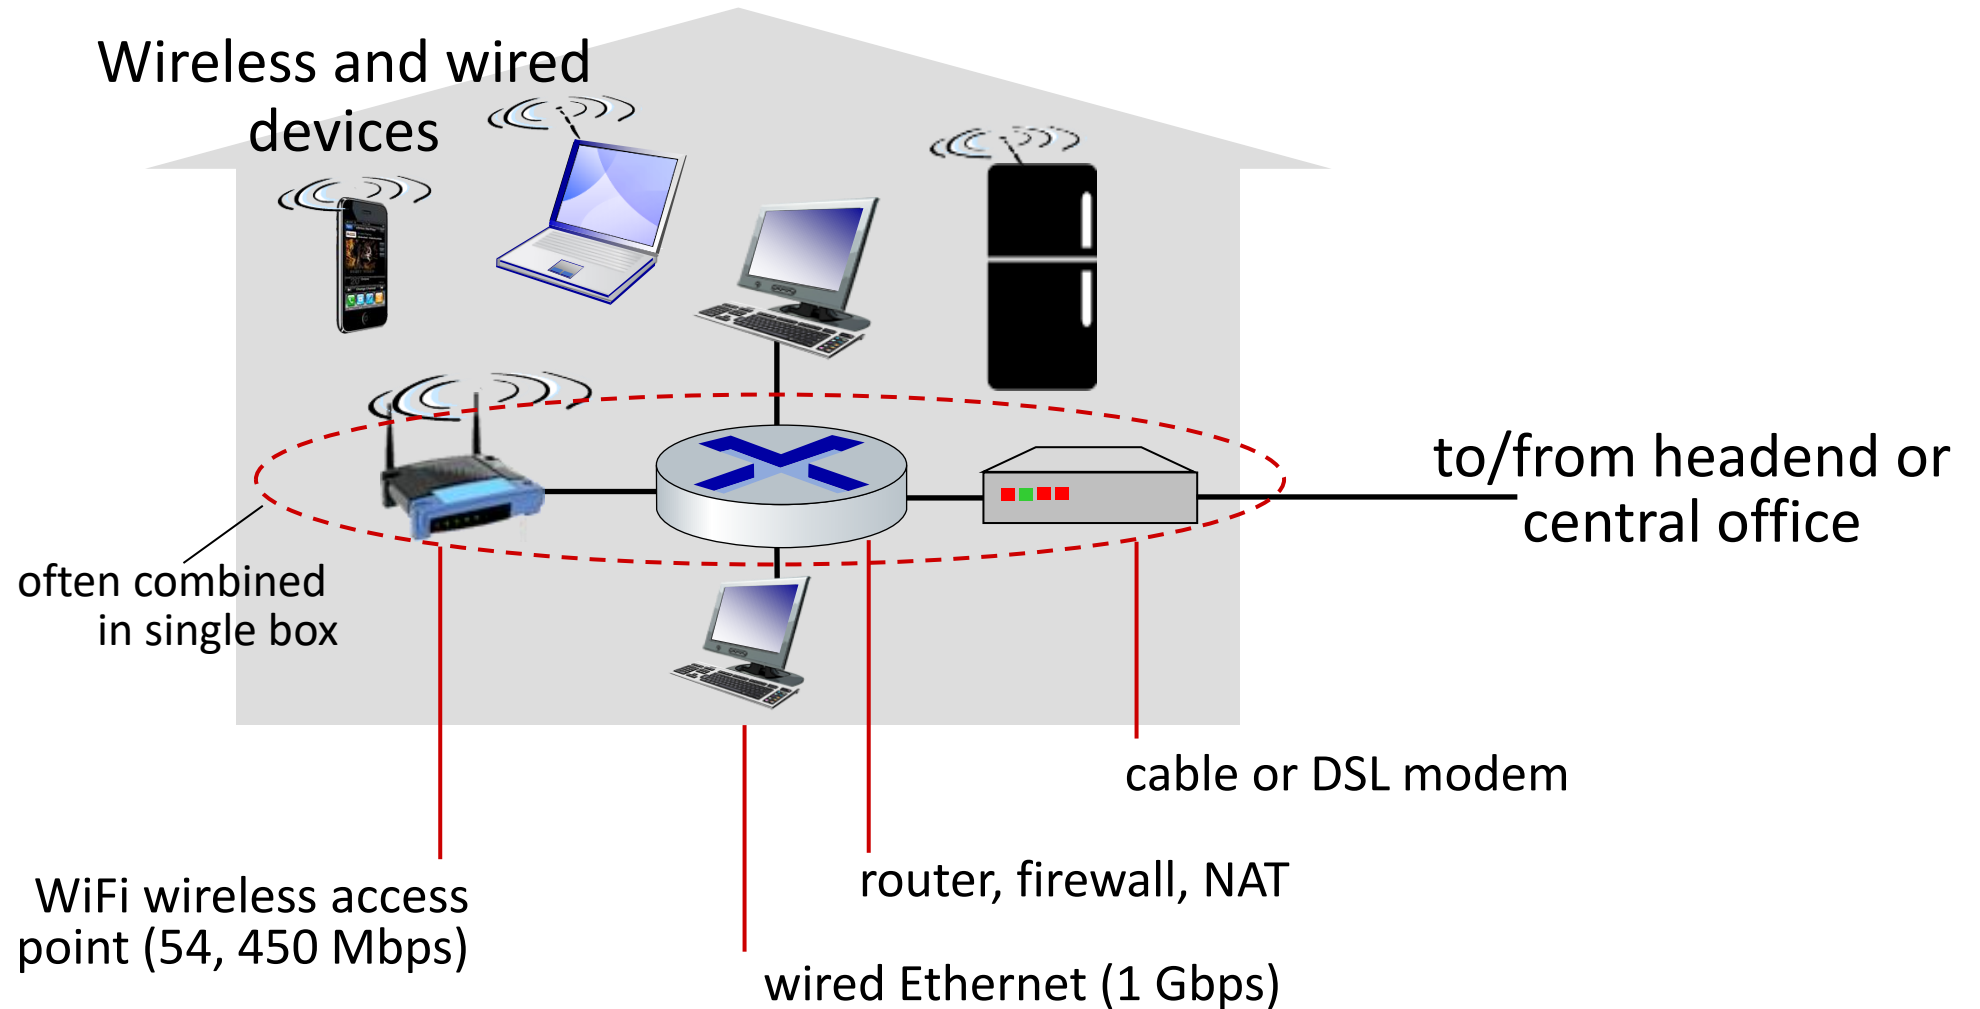 Wireless and wired
devices
to/from headend or
central office
often combined
in single box
cable or DSL modem
router, firewall, NAT
WiFi wireless access
point (54, 450 Mbps)
wired Ethernet (1 Gbps)